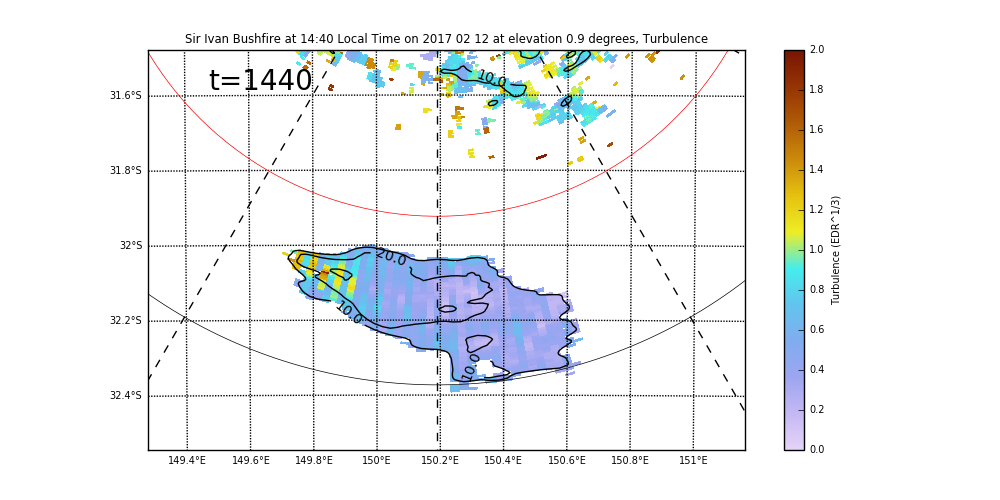 Sir Ivan Bushfire at 14:40 Local Time on 2017 02 12 at elevation 0.9 degrees, Turbulence
t=1440
10.0
31.6°S
31.8°S
32°S
32.2°S
32.4°S
20.0
10.0
10.0
149.4°E 149.6°E 149.8°E 150°E 150.2°E 150.4°E 150.6°E 150.8°E 151°E
2.0
1.8
1.6
1.4
1.2
1.0
0.8
0.6
0.4
0.2
0.0
Turbulence (EDR^1/3)